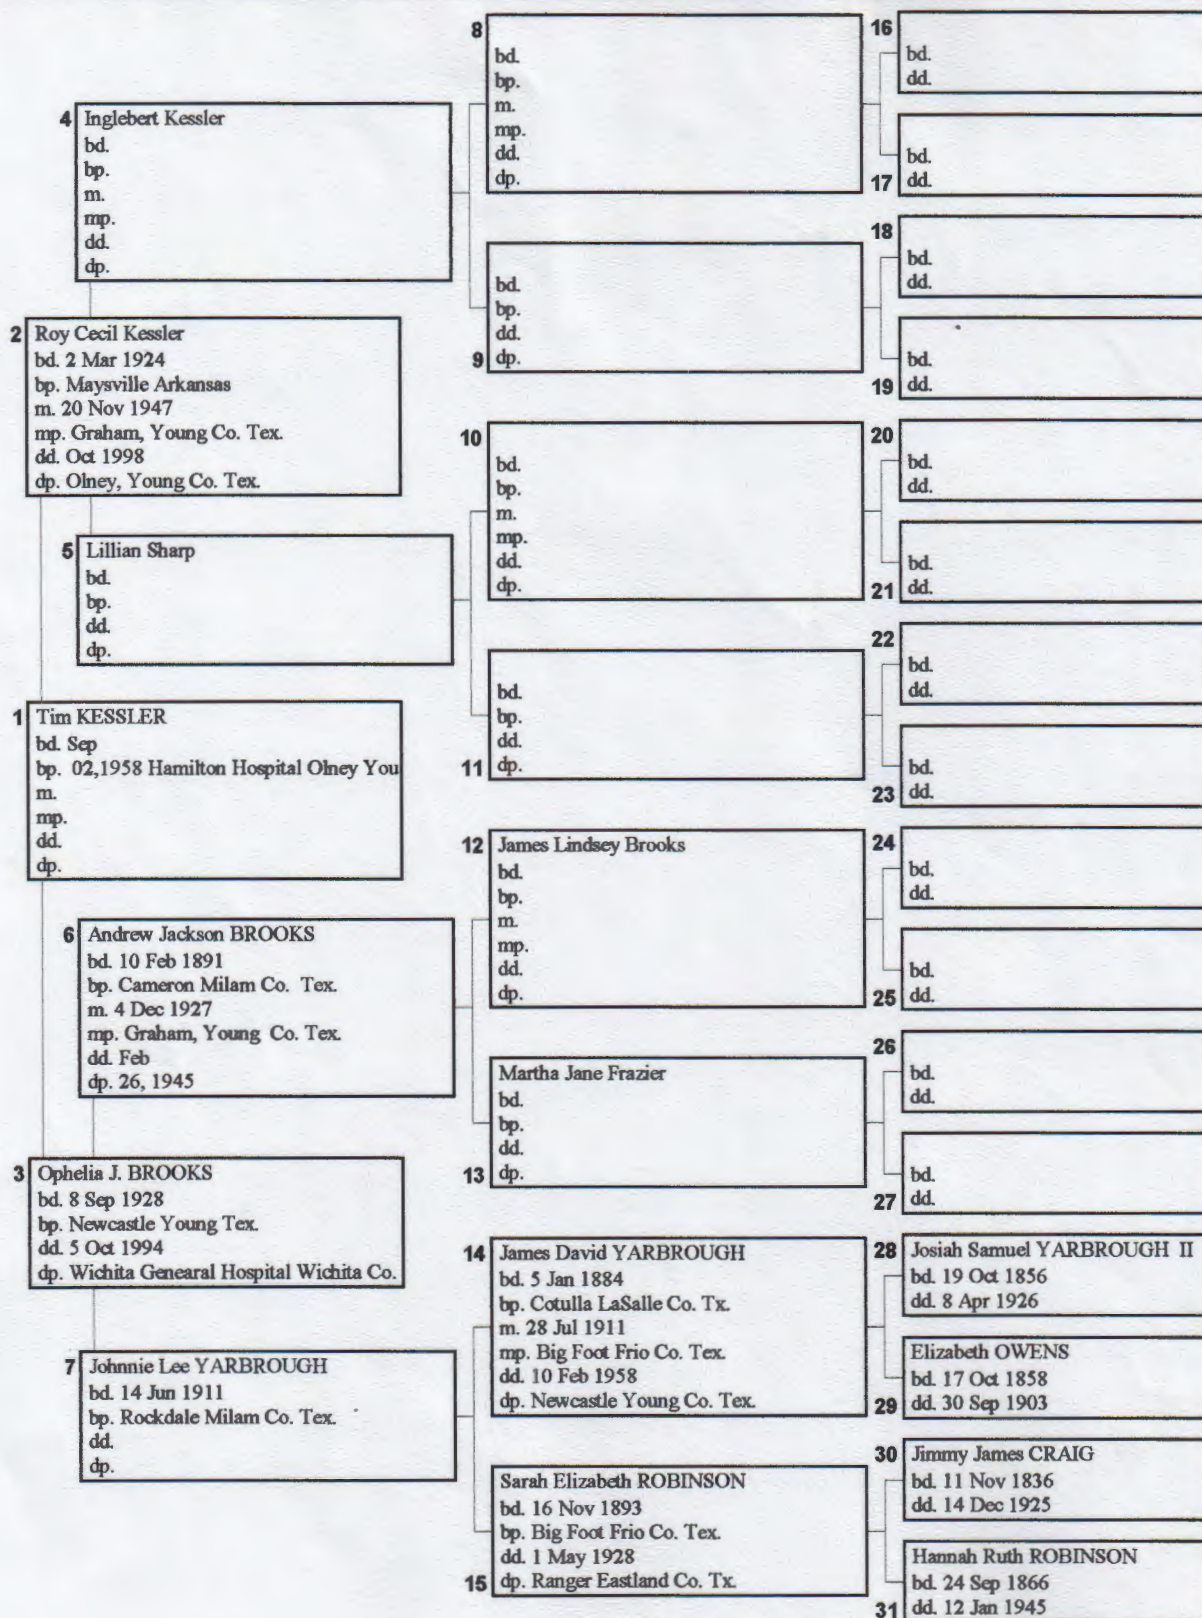 4 Inglebert Kessler
bd.
bp.
m.
mp.
dd.
dp.
2 Roy Cecil Kessler
bd. 2 Mar 1924
bp. Maysville Arkansas
m. 20 Nov 1947
mp. Graham, Young Co. Tex.
dd. Oct 1998
dp. Olney, Young Co. Tex.
5 Lillian Sharp
bd.
bp.
dd.
dp.
1 Tim KESSLER
bd. Sep
bp. 02,1958 Hamilton Hospital Olney You
m.
mp.
dd.
dp.
6 Andrew Jackson BROOKS
bd. 10 Feb 1891
bp. Cameron Milam Co. Tex.
m. 4 Dec 1927
mp. Graham, Young Co. Tex.
dd. Feb
dp. 26, 1945
3 Ophelia J. BROOKS
bd. 8 Sep 1928
bp. Newcastle Young Tex.
dd. 5 Oct 1994
dp. Wichita Genearal Hospital Wichita Co.
7 Johnnie Lee YARBROUGH
bd. 14 Jun 1911
bp. Rockdale Milam Co. Tex.
dd.
dp.
8
bd.
bp.
m.
mp.
dd.
dp.
bd.
bp.
dd.
9 dp.
10
bd.
bp.
m.
mp.
dd.
dp.
bd.
bp.
dd.
11 dp.
12 James Lindsey Brooks
bd.
bp.
m.
mp.
dd.
dp.
Martha Jane Frazier
bd.
bp.
dd.
13 dp.
14 James David YARBROUGH
bd. 5 Jan 1884
bp. Cotulla LaSalle Co. Tx.
m. 28 Jul 1911
mp. Big Foot Frio Co. Tex.
dd. 10 Feb 1958
dp. Newcastle Young Co. Tex.
Sarah Elizabeth ROBINSON
bd. 16 Nov 1893
bp. Big Foot Frio Co. Tex.
dd. 1 May 1928
15 dp. Ranger Eastland Co. Tx.
16
bd.
dd.
bd.
17 dd.
18
bd.
dd.
bd.
19 dd.
20
bd.
dd.
bd.
21 dd.
22
bd.
dd.
bd.
23 dd.
24
bd.
dd.
bd.
25 dd.
26
bd.
dd.
bd.
27 dd.
28 Josiah Samuel YARBROUGH II
bd. 19 Oct 1856
dd. 8 Apr 1926
Elizabeth OWENS
bd. 17 Oct 1858
29 dd. 30 Sep 1903
30 Jimmy James CRAIG
bd. 11 Nov 1836
dd. 14 Dec 1925
Hannah Ruth ROBINSON
bd. 24 Sep 1866
31 dd. 12 Jan 1945